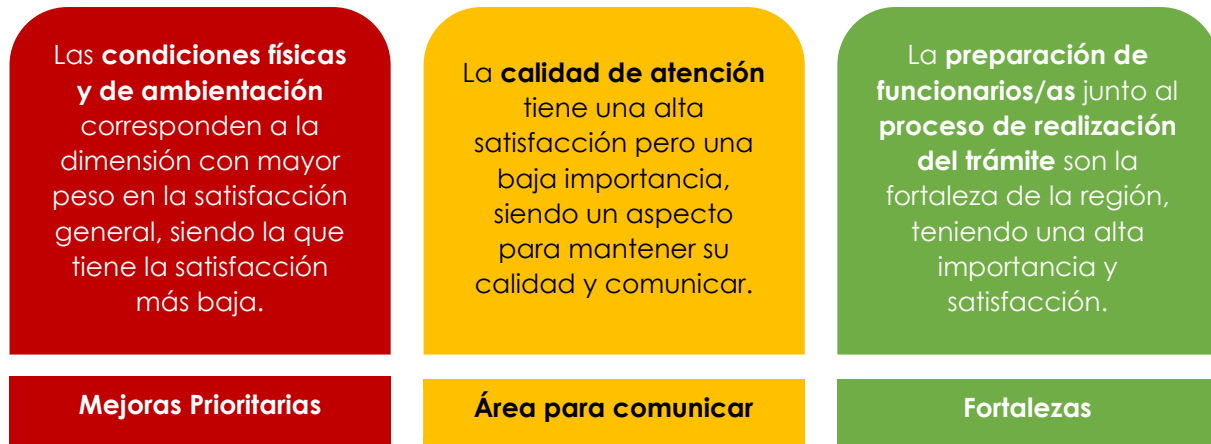 Las condiciones físicas
y de ambientación
corresponden a la
dimensión con mayor
peso en la satisfacción
general, siendo la que
tiene la satisfacción
más baja.
Mejoras Prioritarias
La calidad de atención
tiene una alta
satisfacción pero una
baja importancia,
siendo un aspecto
para mantener su
calidad y comunicar.
Área para comunicar
La preparación de
funcionarios/as junto al
proceso de realización
del trámite son la
fortaleza de la región,
teniendo una alta
importancia y
satisfacción.
Fortalezas